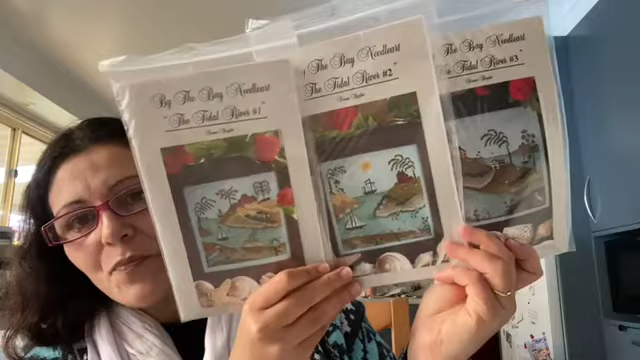 By The Bay Needleart
"The Tidal River #1"
By The Bay Needleart
"The Tidal River #2"
By The Bay Needleart
The Tidal River #3"